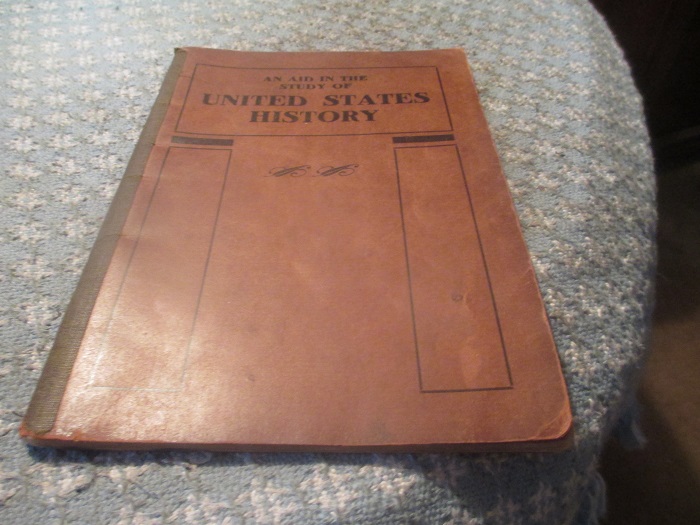 AN AID IN THE
STUDY OF
UNITED STATES
HISTORY